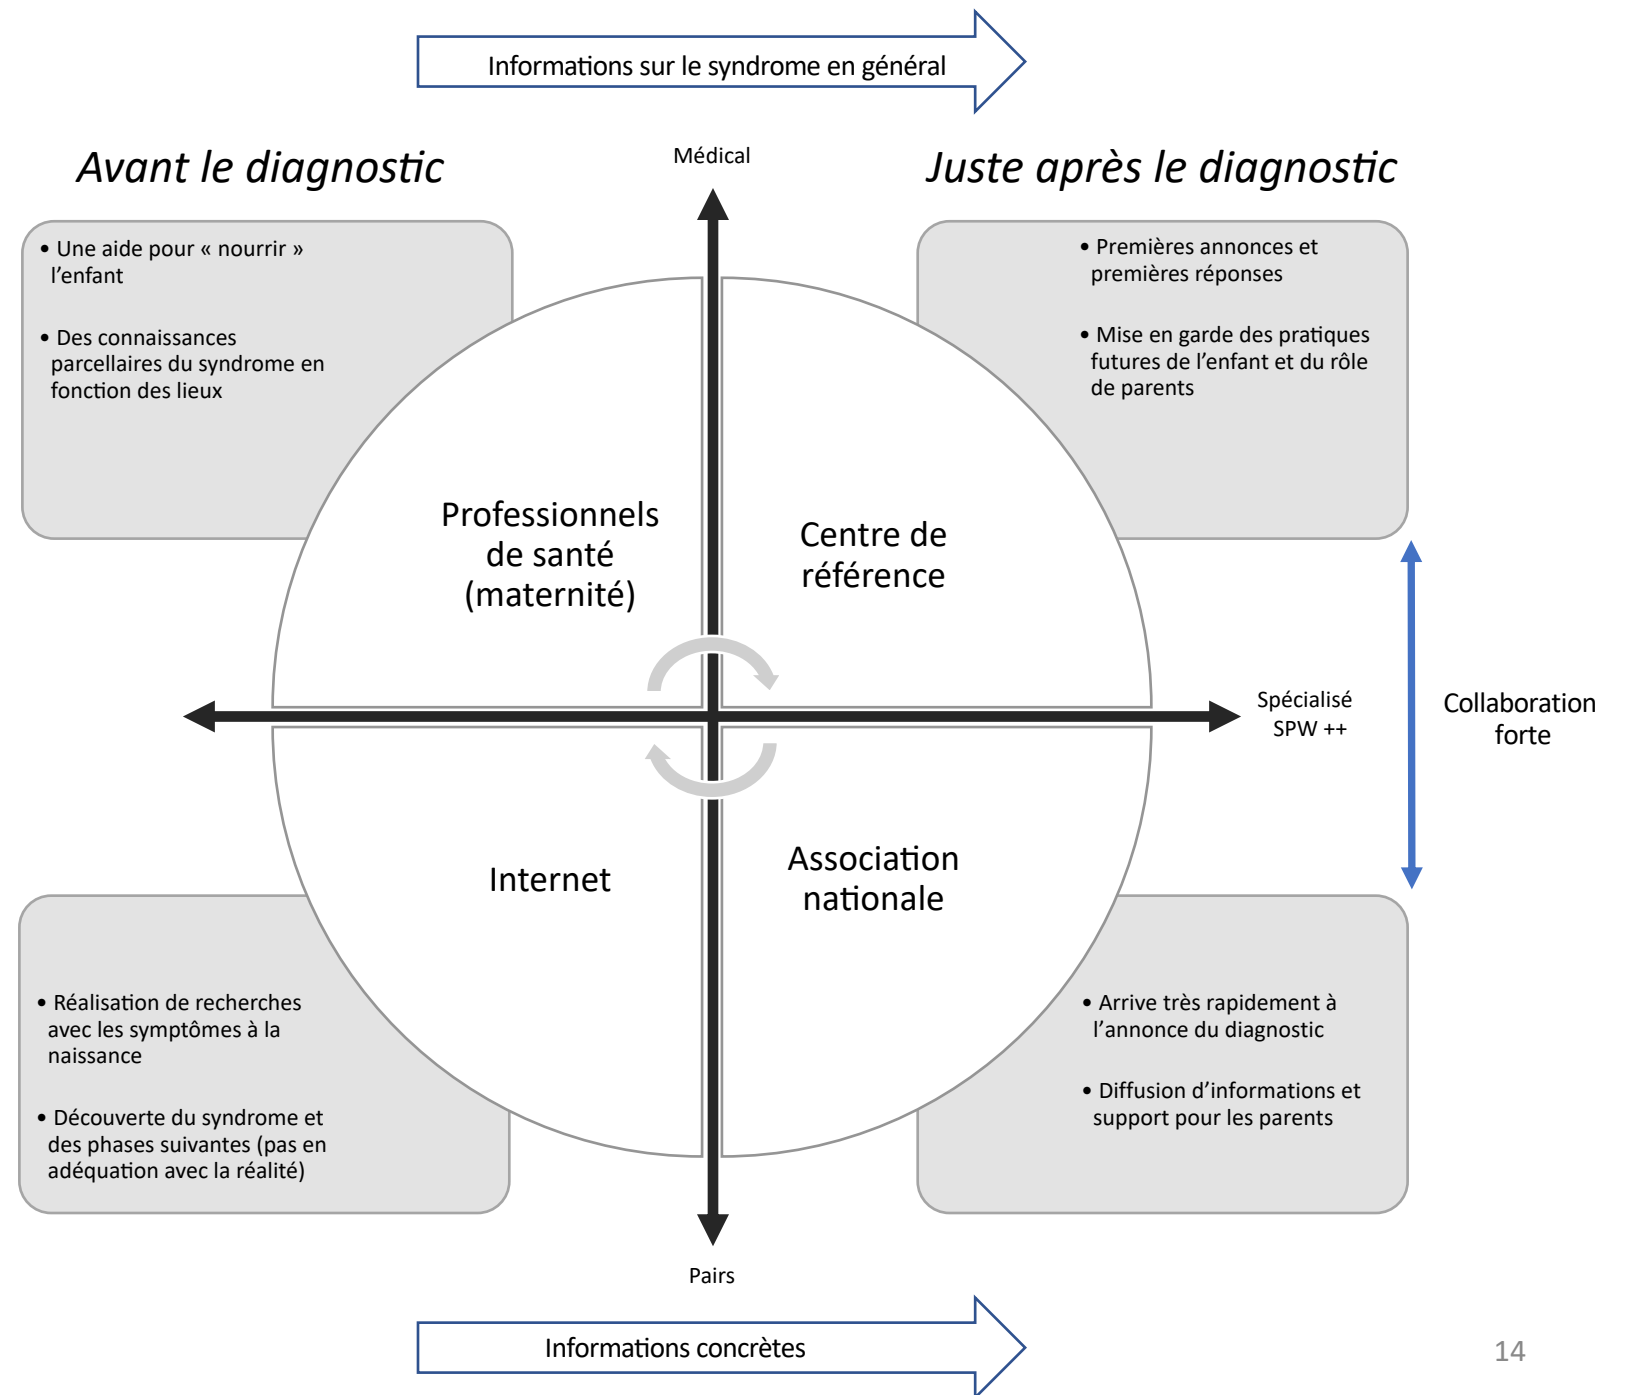 Informations sur le syndrome en général
Avant le diagnostic
Médical
Juste après le diagnostic
• Une aide pour « nourrir »
l’enfant
• Des connaissances
parcellaires du syndrome en
fonction des lieux
• Premières annonces et
premières réponses
• Mise en garde des pratiques
futures de l’enfant et du rôle
de parents
Professionnels
de santé
(maternité)
Centre de
référence
Spécialisé
SPW ++
Collaboration
forte
Internet
Association
nationale
• Réalisation de recherches
avec les symptômes à la
naissance
• Découverte du syndrome et
des phases suivantes (pas en
adéquation avec la réalité)
• Arrive très rapidement à
l’annonce du diagnostic
• Diffusion d’informations et
support pour les parents
Pairs
Informations concrètes
14